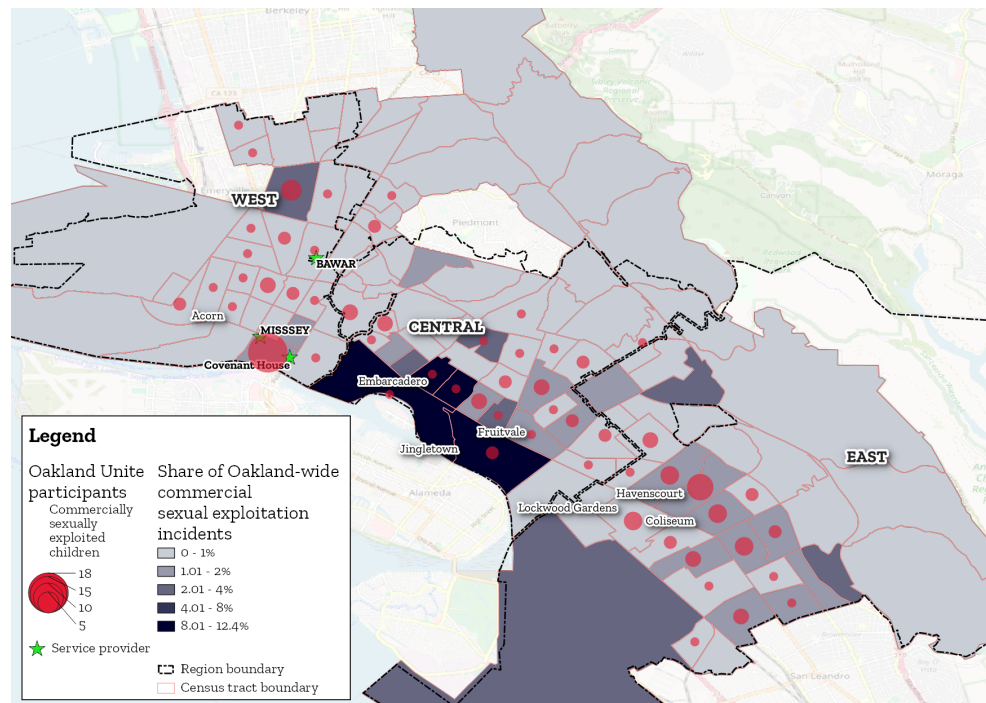 Berkeley
CA 123
Moraga
Canyon
Emeryville
WEST
Piedmont
BAWAR
Acorn
MISSSEY
CENTRAL
Covenant House
Embarcadero
Fruitvale
Jingletown
EAST
Havenscourt
Alameda
Lockwood Gardens
Coliseum
San Leandro
Legend
Oakland Unite
participants
Commercially
sexually
exploited
children
18
15
10
5
Service provider
Share of Oakland-wide
commercial
sexual exploitation
incidents
0 - 1%
1.01 - 2%
2.01 - 4%
4.01 - 8%
8.01 - 12.4%
Region boundary
Census tract boundary